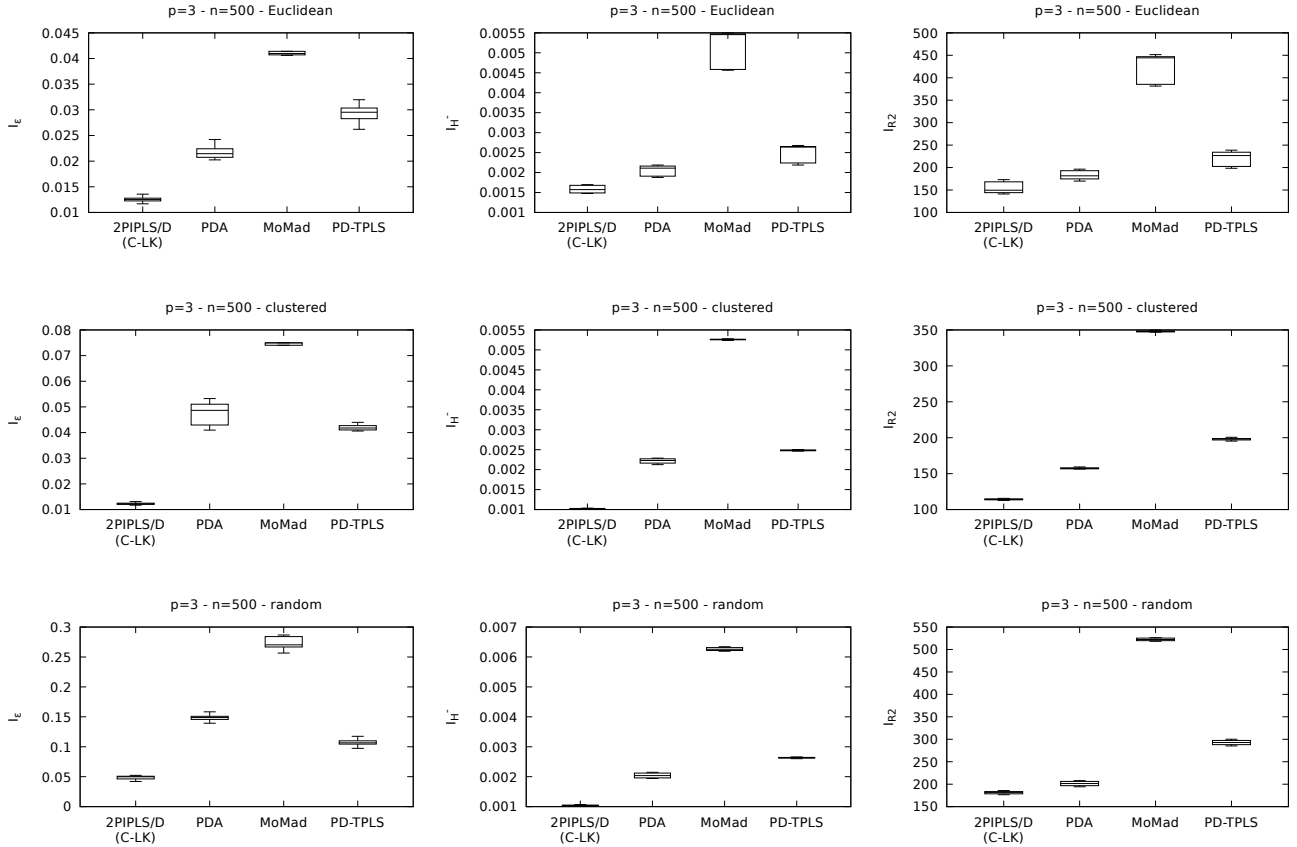 p=3 - n=500 - Euclidean
Iε
0.045
0.04
0.035
0.03
0.025
0.02
0.015
0.01
2PIPLS/D
(C-LK)
PDA
MoMad
PD-TPLS
p=3 - n=500 - Euclidean
IH-
0.0055
0.005
0.0045
0.004
0.0035
0.003
0.0025
0.002
0.0015
0.001
2PIPLS/D
(C-LK)
PDA
MoMad
PD-TPLS
p=3 - n=500 - Euclidean
IR2
500
450
400
350
300
250
200
150
100
2PIPLS/D
(C-LK)
PDA
MoMad
PD-TPLS
p=3 - n=500 - clustered
Iε
0.08
0.07
0.06
0.05
0.04
0.03
0.02
0.01
2PIPLS/D
(C-LK)
PDA
MoMad
PD-TPLS
p=3 - n=500 - clustered
IH-
0.0055
0.005
0.0045
0.004
0.0035
0.003
0.0025
0.002
0.0015
0.001
2PIPLS/D
(C-LK)
PDA
MoMad
PD-TPLS
p=3 - n=500 - clustered
IR2
350
300
250
200
150
100
2PIPLS/D
(C-LK)
PDA
MoMad
PD-TPLS
p=3 - n=500 - random
Iε
0.3
0.25
0.2
0.15
0.1
0.05
0
2PIPLS/D
(C-LK)
PDA
MoMad
PD-TPLS
p=3 - n=500 - random
IH-
0.007
0.006
0.005
0.004
0.003
0.002
0.001
2PIPLS/D
(C-LK)
PDA
MoMad
PD-TPLS
p=3 - n=500 - random
IR2
550
500
450
400
350
300
250
200
150
2PIPLS/D
(C-LK)
PDA
MoMad
PD-TPLS